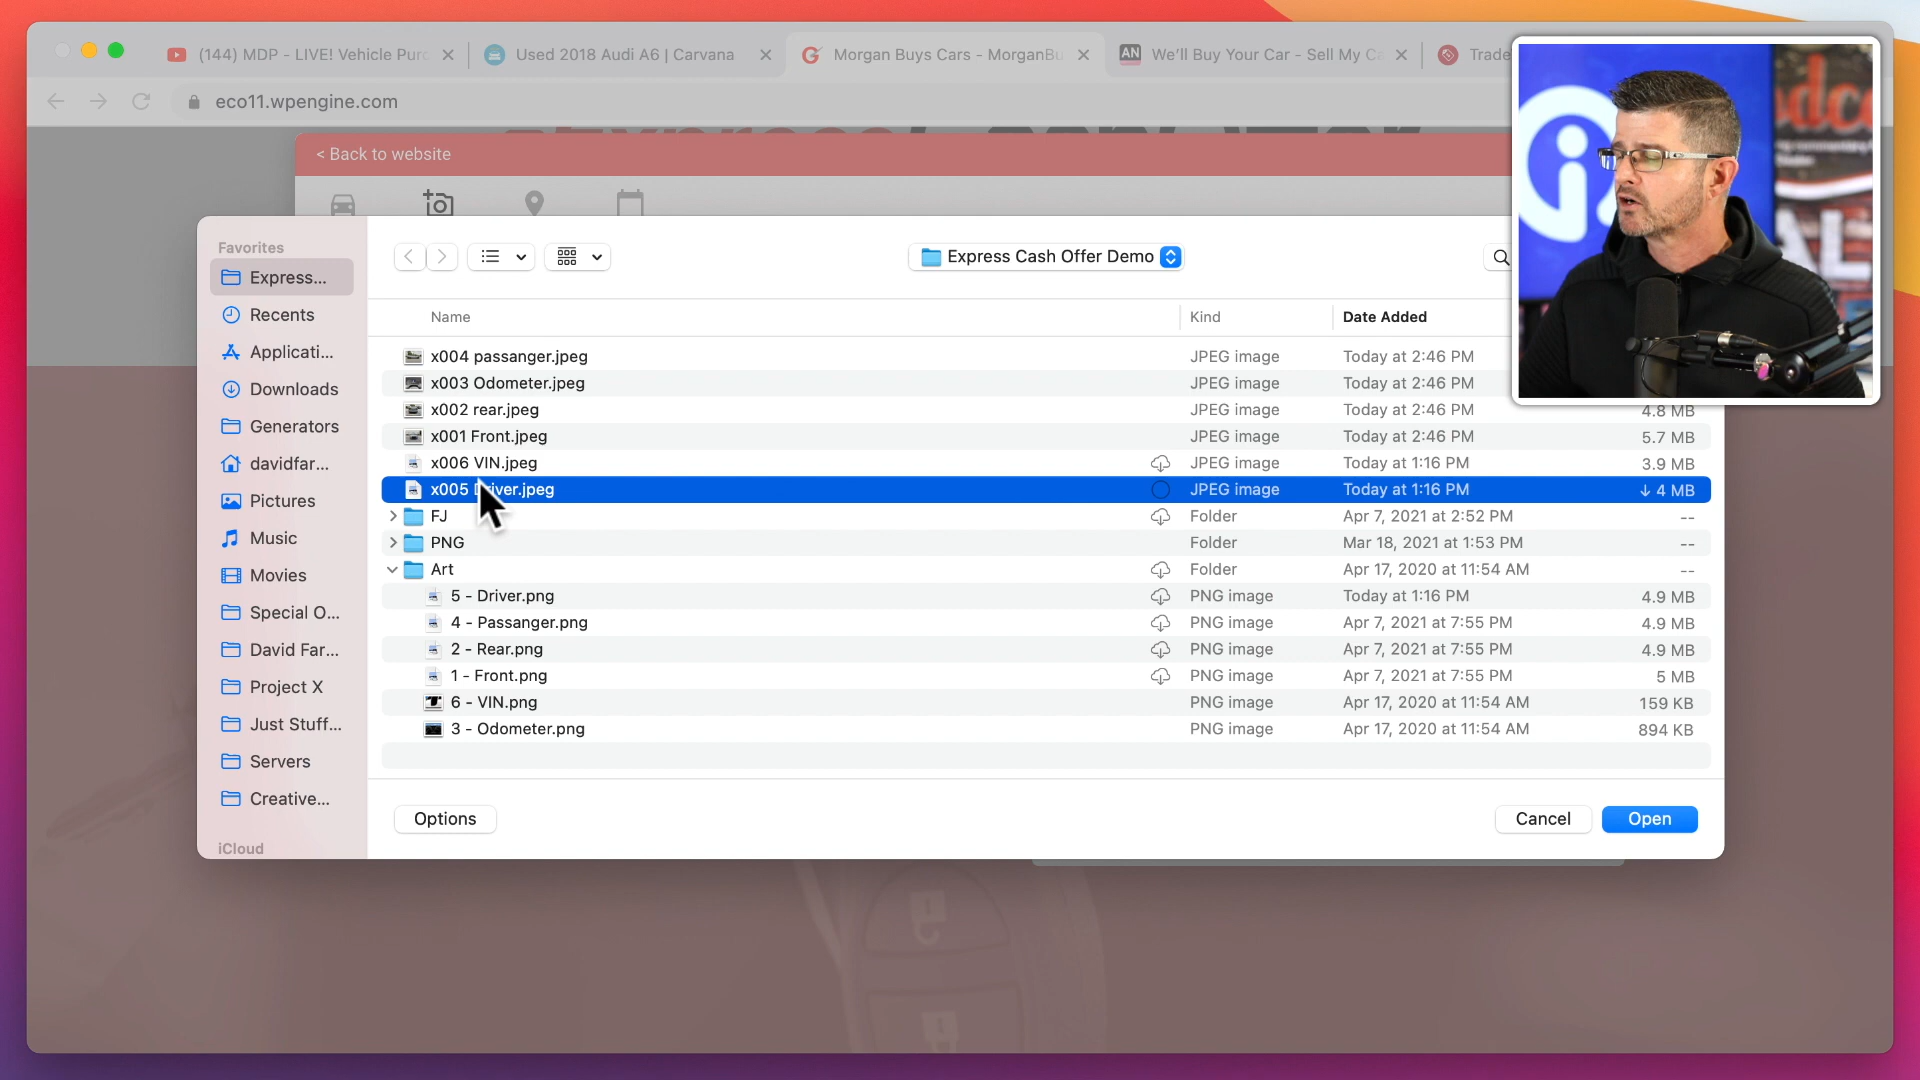 (144) MDP - LIVE! Vehicle Purc
Used 2018 Audi A6 | Carvana
Morgan Buys Cars - MorganBu
AN We'll Buy Your Car - Sell My Ca
Trade
eco11.wpengine.com
< Back to website
Favorites
Express...
Recents
Applicati...
Downloads
Generators
davidfar...
Pictures
Music
Movies
Special O...
David Far...
Project X
Just Stuff...
Servers
Creative...
iCloud
Express Cash Offer Demo
Name Kind Date Added
x004 passanger.jpeg JPEG image Today at 2:46 PM
x003 Odometer.jpeg JPEG image Today at 2:46 PM
x002 rear.jpeg JPEG image Today at 2:46 PM 4.8 MB
x001 Front.jpeg JPEG image Today at 2:46 PM 5.7 MB
x006 VIN.jpeg JPEG image Today at 1:16 PM 3.9 MB
x005 Driver.jpeg JPEG image Today at 1:16 PM ↓ 4 MB
FJ Folder Apr 7, 2021 at 2:52 PM --
PNG Folder Mar 18, 2021 at 1:53 PM --
Art Folder Apr 17, 2020 at 11:54 AM --
5 - Driver.png PNG image Today at 1:16 PM 4.9 MB
4 - Passanger.png PNG image Apr 7, 2021 at 7:55 PM 4.9 MB
2 - Rear.png PNG image Apr 7, 2021 at 7:55 PM 4.9 MB
1 - Front.png PNG image Apr 7, 2021 at 7:55 PM 5 MB
6 - VIN.png PNG image Apr 17, 2020 at 11:54 AM 159 KB
3 - Odometer.png PNG image Apr 17, 2020 at 11:54 AM 894 KB
Options
Cancel
Open